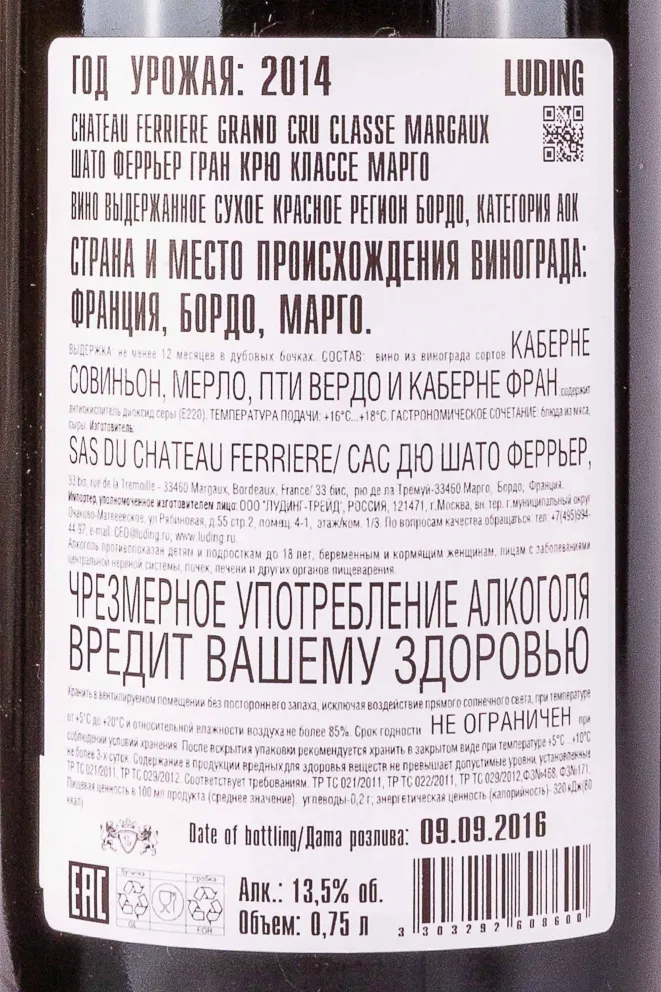 ГОД УРОЖАЯ: 2014 LUDING
CHATEAU FERRIERE GRAND CRU CLASSE MARGAUX
ШАТО ФЕРРЬЕР ГРАН КРЮ КЛАССЕ МАРГО
ВИНО ВЫДЕРЖАННОЕ СУХОЕ КРАСНОЕ РЕГИОН БОРДО, КАТЕГОРИЯ АОК
СТРАНА И МЕСТО ПРОИСХОЖДЕНИЯ ВИНОГРАДА:
ФРАНЦИЯ, БОРДО, МАРГО.
ВЫДЕРЖКА: не менее 12 месяцев в дубовых бочках. СОСТАВ: вино из винограда сортов КАБЕРНЕ
СОВИНЬОН, МЕРЛО, ПТИ ВЕРДО И КАБЕРНЕ ФРАН содержит
антиокислитель диоксид серы (Е220). ТЕМПЕРАТУРА ПОДАЧИ: +16°С...+18°С. ГАСТРОНОМИЧЕСКОЕ СОЧЕТАНИЕ: блюда из мяса,
сыры. Изготовитель:
SAS DU CHATEAU FERRIERE/ САС ДЮ ШАТО ФЕРРЬЕР,
33 bis, rue de la Tremoille - 33460 Margaux, Bordeaux, France/ 33 бис, рю де ла Тремуй-33460 Марго, Бордо, Франция.
Импортер, уполномоченное изготовителем лицо: ООО "ЛУДИНГ-ТРЕЙД", РОССИЯ, 121471, г.Москва, вн. тер. г.муниципальный округ
Очаково-Матвеевское, ул Рябиновая, д.55 стр.2, помещ. 4-1, этаж/ком. 1/3. По вопросам качества обращаться: тел. +7(495)994-
44-97, e-mail: CEO@luding.ru, www.luding.ru.
Алкоголь противопоказан детям и подросткам до 18 лет, беременным и кормящим женщинам, лицам с заболеваниями
центральной нервной системы, почек, печени и других органов пищеварения.
ЧРЕЗМЕРНОЕ УПОТРЕБЛЕНИЕ АЛКОГОЛЯ
ВРЕДИТ ВАШЕМУ ЗДОРОВЬЮ
Хранить в вентилируемом помещении без постороннего запаха, исключая воздействие прямого солнечного света, при температуре
от +5°С до +20°С и относительной влажности воздуха не более 85%. Срок годности НЕ ОГРАНИЧЕН при
соблюдении условий хранения. После вскрытия упаковки рекомендуется хранить в закрытом виде при температуре +5°С ...+10°С
не более 3-х суток. Содержание в продукции вредных для здоровья веществ не превышает допустимые уровни, установленные
ТР ТС 021/2011, ТР ТС 029/2012. Соответствует требованиям. ТР ТС 021/2011, ТР ТС 022/2011, ТР ТС 029/2012, ФЗ№468, ФЗ№171.
Пищевая ценность в 100 мл продукта (среднее значение): углеводы-0,2 г; энергетическая ценность (калорийность)- 320 кДж(80
ккал)
Date of bottling/Дата розлива: 09.09.2016
EAC
бутылка пробка
GL FOR
Алк.: 13,5% об.
Объем: 0,75 л
3 303292 608600